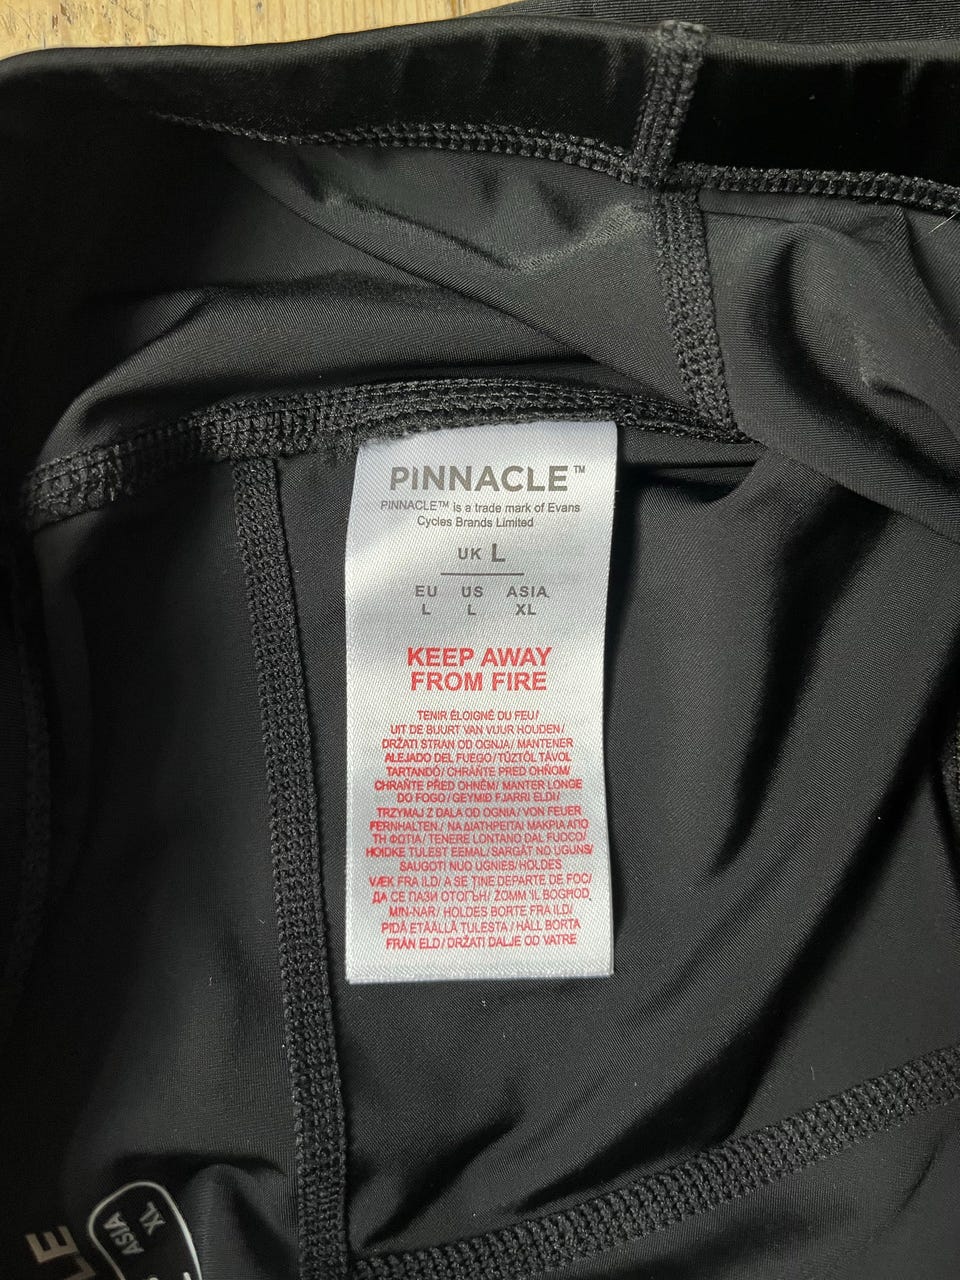 PINNACLE™
PINNACLE™ is a trade mark of Evans
Cycles Brands Limited
UK L
EU US ASIA
L L XL
KEEP AWAY
FROM FIRE
TENIR ÉLOIGNÉ DU FEU/
UIT DE BUURT VAN VUUR HOUDEN/
DRŽATI STRAN OD OGNJA/ MANTENER
ALEJADO DEL FUEGO/TŰZTŐL TÁVOL
TARTANDÓ/ CHRÁŇTE PRED OHŇOM/
CHRAŇTE PŘED OHNĚM/ MANTER LONGE
DO FOGO/GEYMIÐ FJARRI ELDI/
TRZYMAJ Z DALA OD OGNIA/VON FEUER
FERNHALTEN/ ΝΑ ΔΙΑΤΗΡΕΙΤΑΙ ΜΑΚΡΙΑ ΑΠΟ
ΤΗ ΦΩΤΙΑ/ TENERE LONTANO DAL FUOCO/
HOIDKE TULEST EEMAL/ SARGĀT NO UGUNS/
SAUGOTI NUO UGNIES/HOLDES
VÆK FRA ILD/ A SE ȚINE DEPARTE DE FOC/
ДА СЕ ПАЗИ ОТ ОГЪН/ ŻOMM 'IL BOGĦOD
MIN-NAR/ HOLDES BORTE FRA ILD/
PIDÄ ETÄÄLLÄ TULESTA / HÅLL BORTA
FRÅN ELD/ DRŽATI DALJE OD VATRE
ASIA
XL
LE